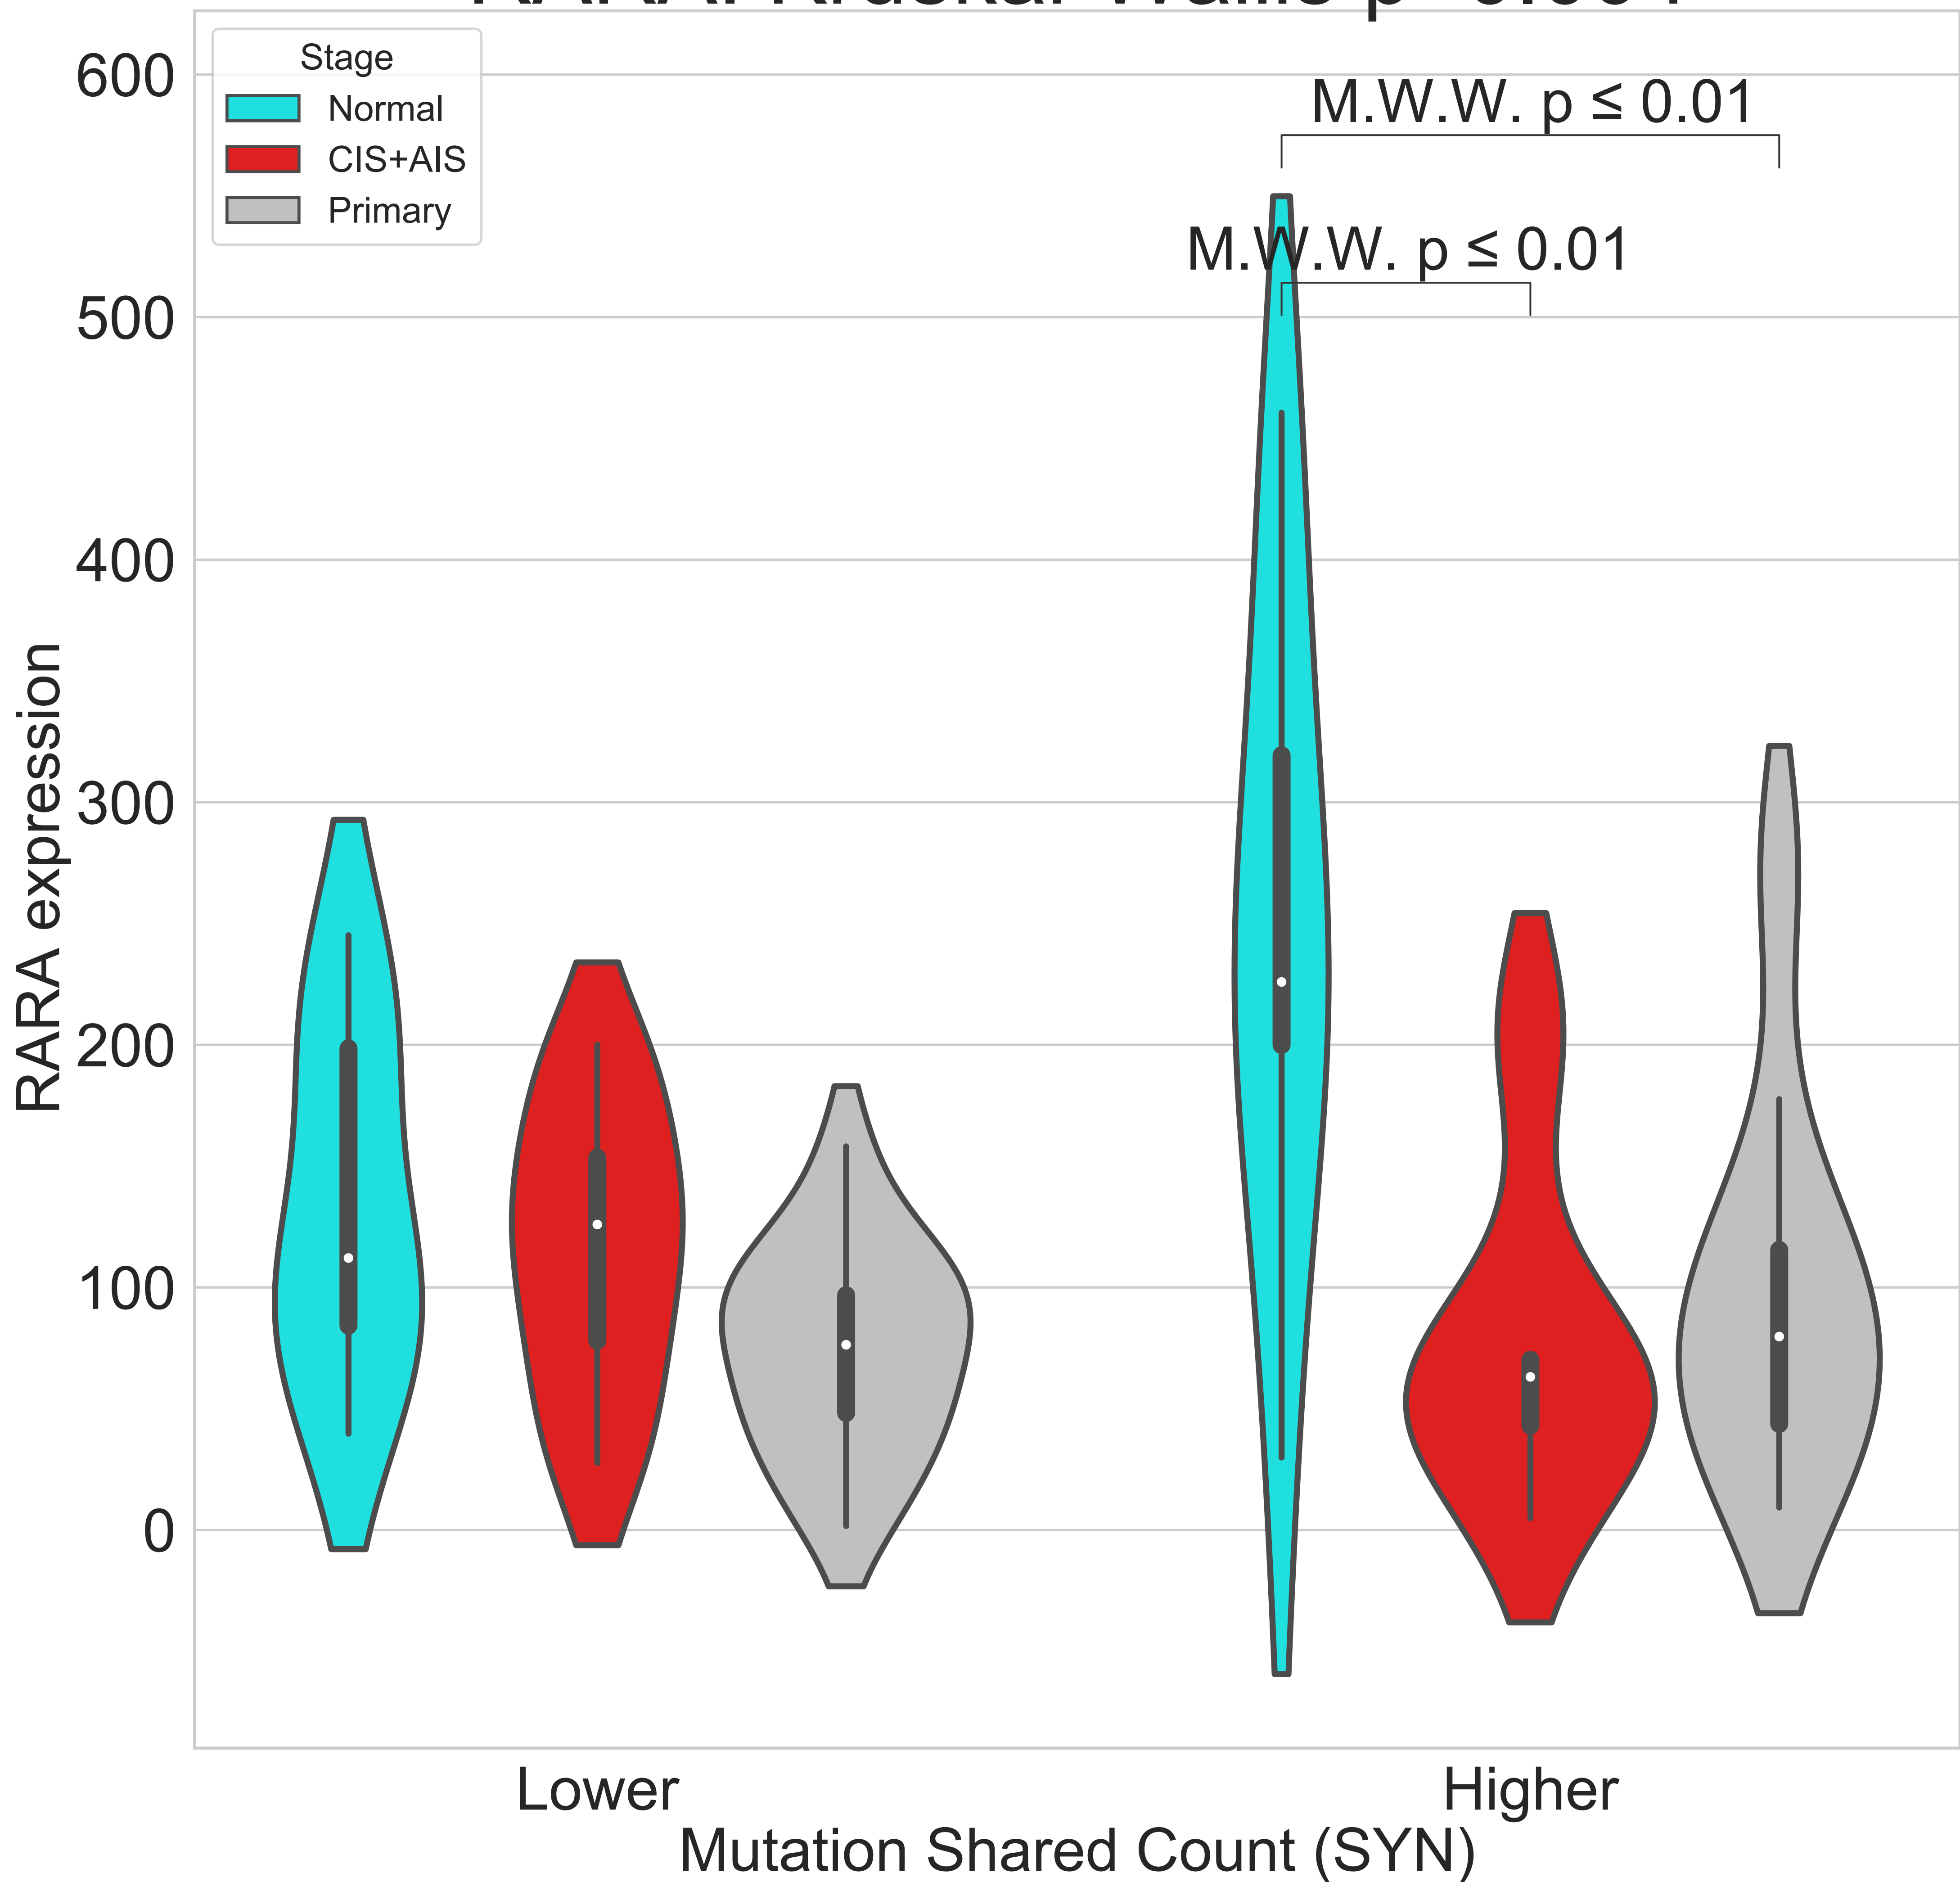 Stage
Normal
CIS+AIS
Primary
M.W.W. p ≤ 0.01
M.W.W. p ≤ 0.01
600
500
400
300
200
100
0
RARA expression
Lower
Higher
Mutation Shared Count (SYN)